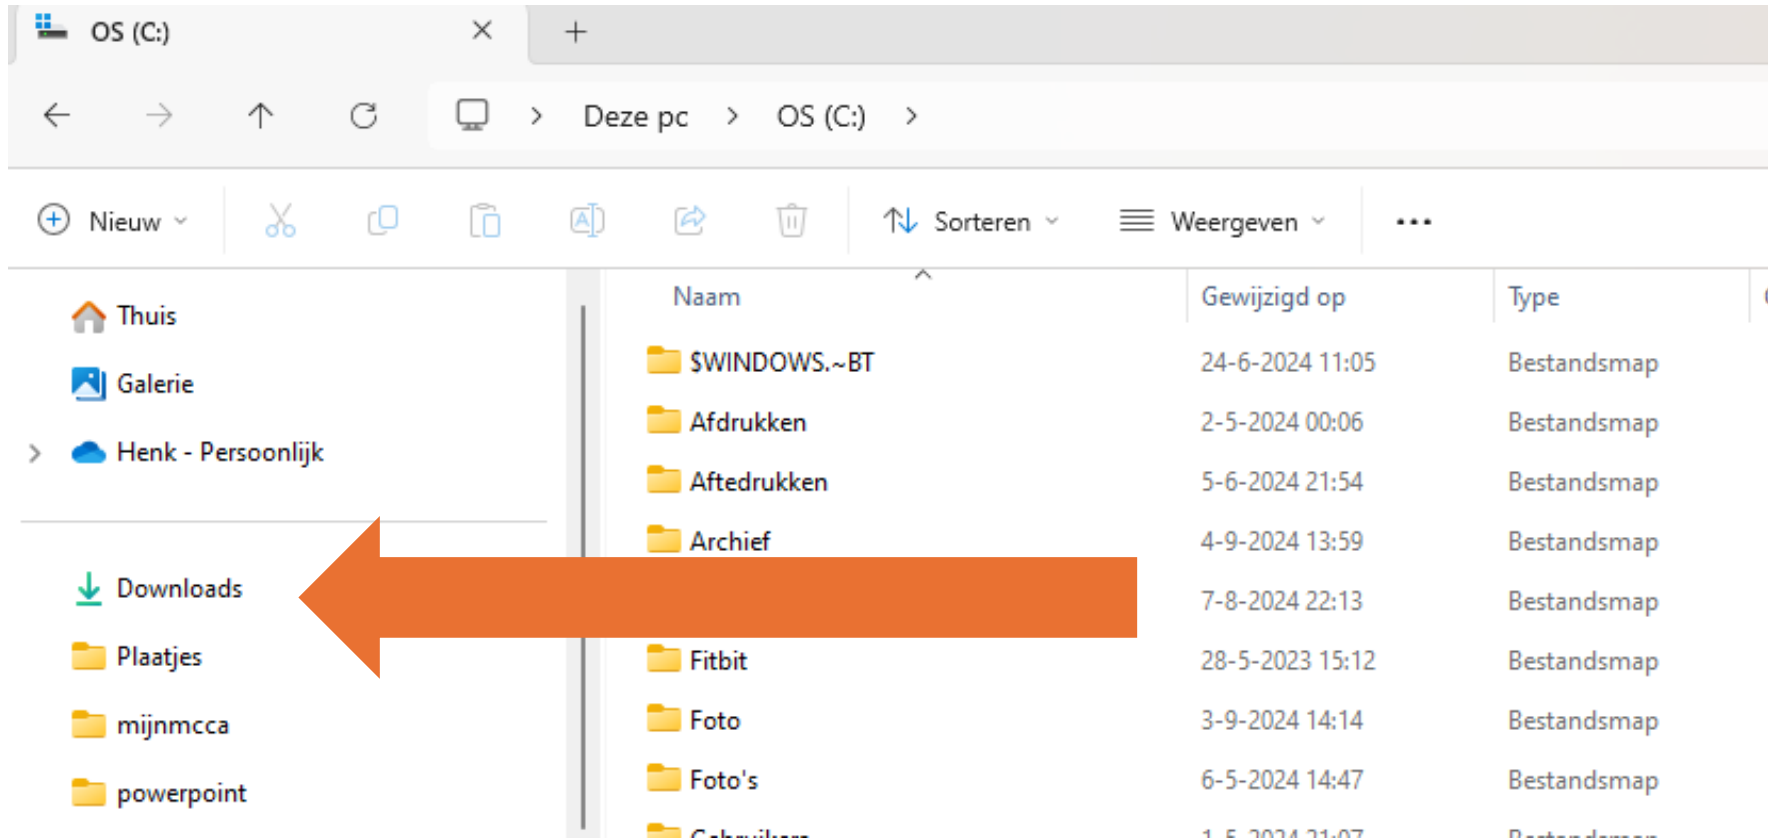 OS (C:)
Deze pc > OS (C:) >
Nieuw Sorteren Weergeven ...
Thuis
Galerie
Henk - Persoonlijk
Downloads
Plaatjes
mijnmcca
powerpoint
Naam Gewijzigd op Type
$WINDOWS.~BT 24-6-2024 11:05 Bestandsmap
Afdrukken 2-5-2024 00:06 Bestandsmap
Aftedrukken 5-6-2024 21:54 Bestandsmap
Archief 4-9-2024 13:59 Bestandsmap
7-8-2024 22:13 Bestandsmap
Fitbit 28-5-2023 15:12 Bestandsmap
Foto 3-9-2024 14:14 Bestandsmap
Foto's 6-5-2024 14:47 Bestandsmap